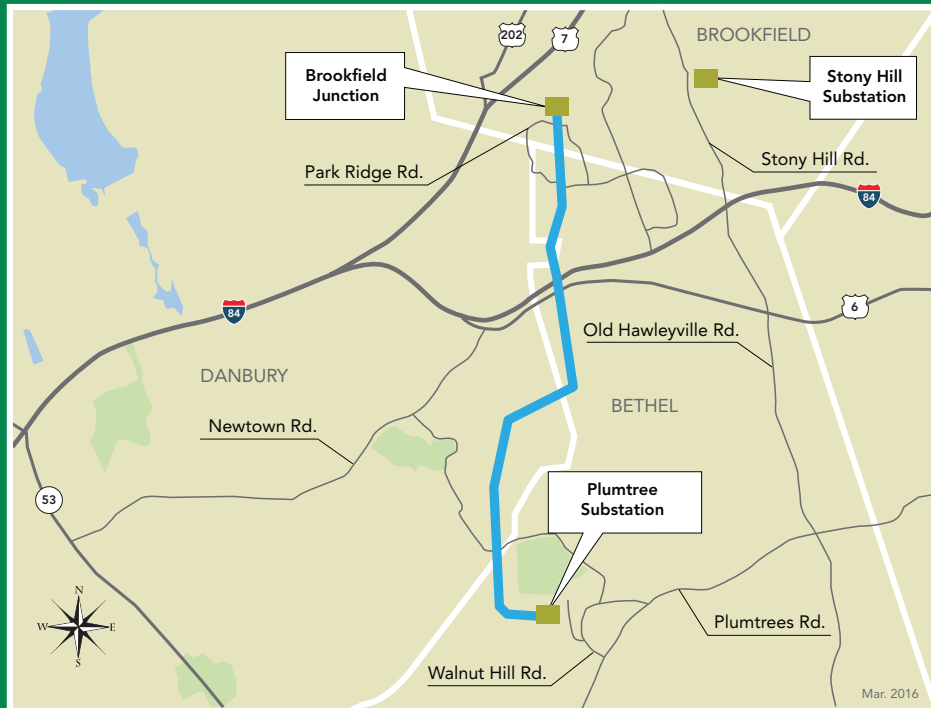 BROOKFIELD
202
7
Brookfield
Junction
Stony Hill
Substation
Park Ridge Rd.
Stony Hill Rd.
84
84
6
Old Hawleyville Rd.
DANBURY
BETHEL
Newtown Rd.
Plumtree
Substation
53
N
W
E
S
Plumtrees Rd.
Walnut Hill Rd.
Mar. 2016